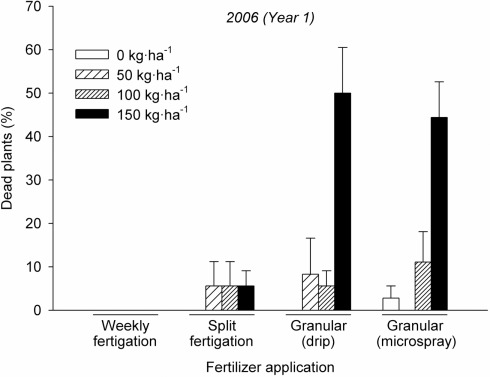 2006 (Year 1)
0 kg·ha-1
50 kg·ha-1
100 kg·ha-1
150 kg·ha-1
Dead plants (%)
70
60
50
40
30
20
10
0
Weekly fertigation
Split fertigation
Granular (drip)
Granular (microspray)
Fertilizer application